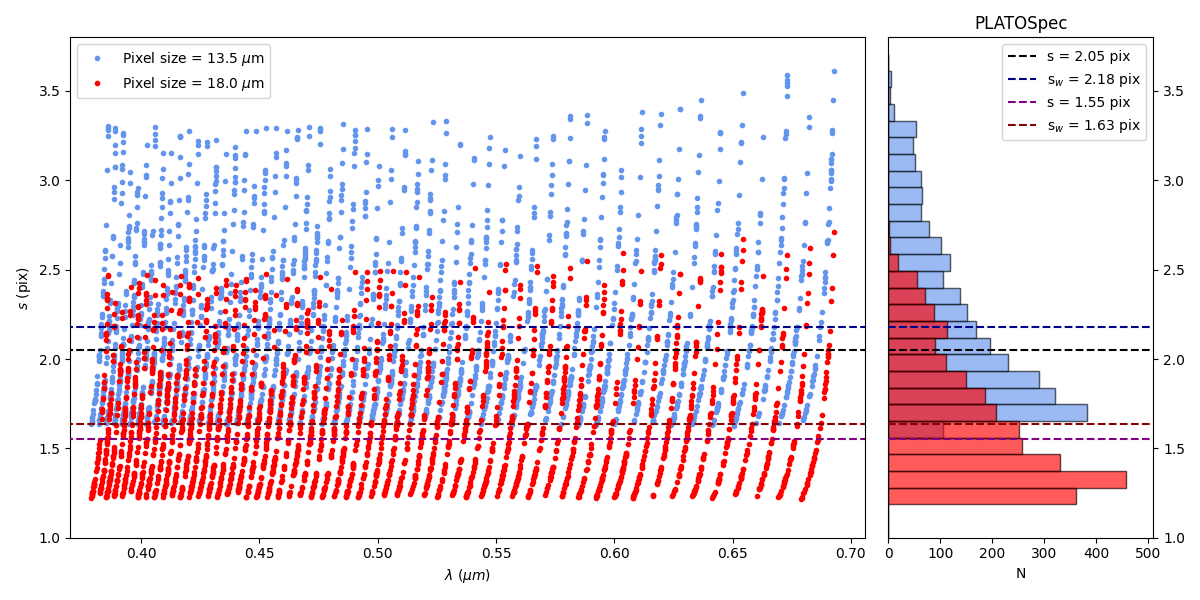 PLATOSpec
Pixel size = 13.5 μm
Pixel size = 18.0 μm
s = 2.05 pix
s_w = 2.18 pix
s = 1.55 pix
s_w = 1.63 pix
3.5
3.0
2.5
2.0
1.5
1.0
s (pix)
3.5
3.0
2.5
2.0
1.5
1.0
0.40 0.45 0.50 0.55 0.60 0.65 0.70
0 100 200 300 400 500
λ (μm)
N